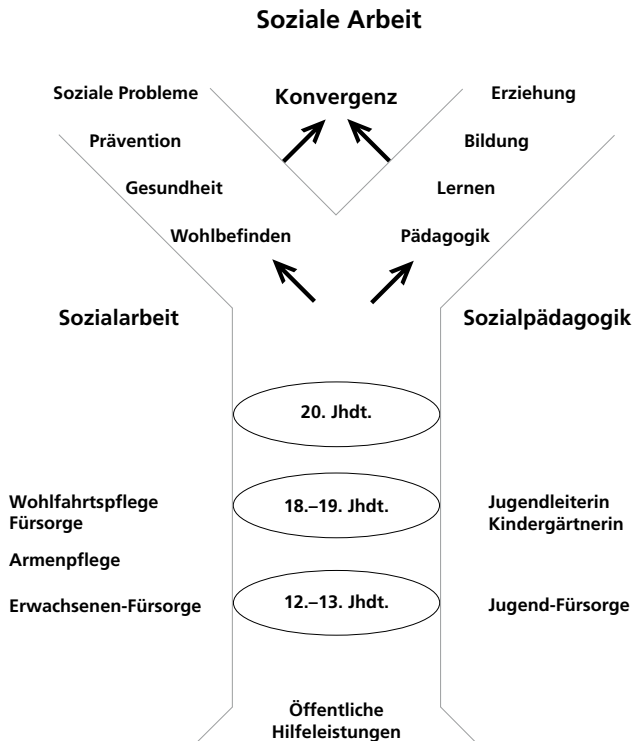 Soziale Arbeit
Soziale Probleme
Konvergenz
Erziehung
Prävention
Bildung
Gesundheit
Lernen
Wohlbefinden
Pädagogik
Sozialarbeit
Sozialpädagogik
20. Jhdt.
Wohlfahrtspflege
Fürsorge
18.–19. Jhdt.
Jugendleiterin
Kindergärtnerin
Armenpflege
Erwachsenen-Fürsorge
12.–13. Jhdt.
Jugend-Fürsorge
Öffentliche
Hilfeleistungen